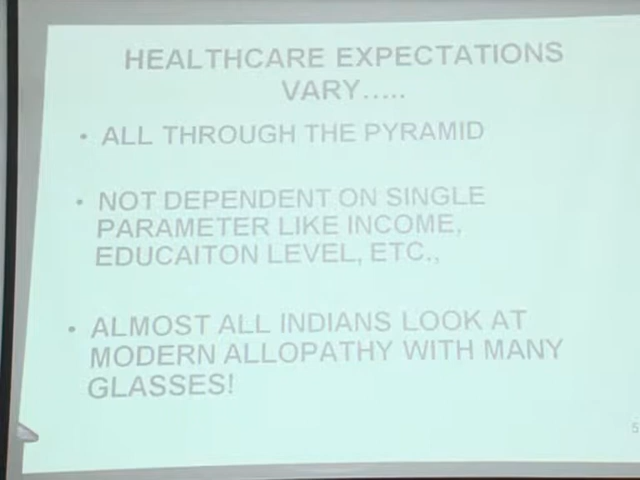 HEALTHCARE EXPECTATIONS
VARY.....
• ALL THROUGH THE PYRAMID
• NOT DEPENDENT ON SINGLE
PARAMETER LIKE INCOME,
EDUCAITON LEVEL, ETC.,
• ALMOST ALL INDIANS LOOK AT
MODERN ALLOPATHY WITH MANY
GLASSES!
5